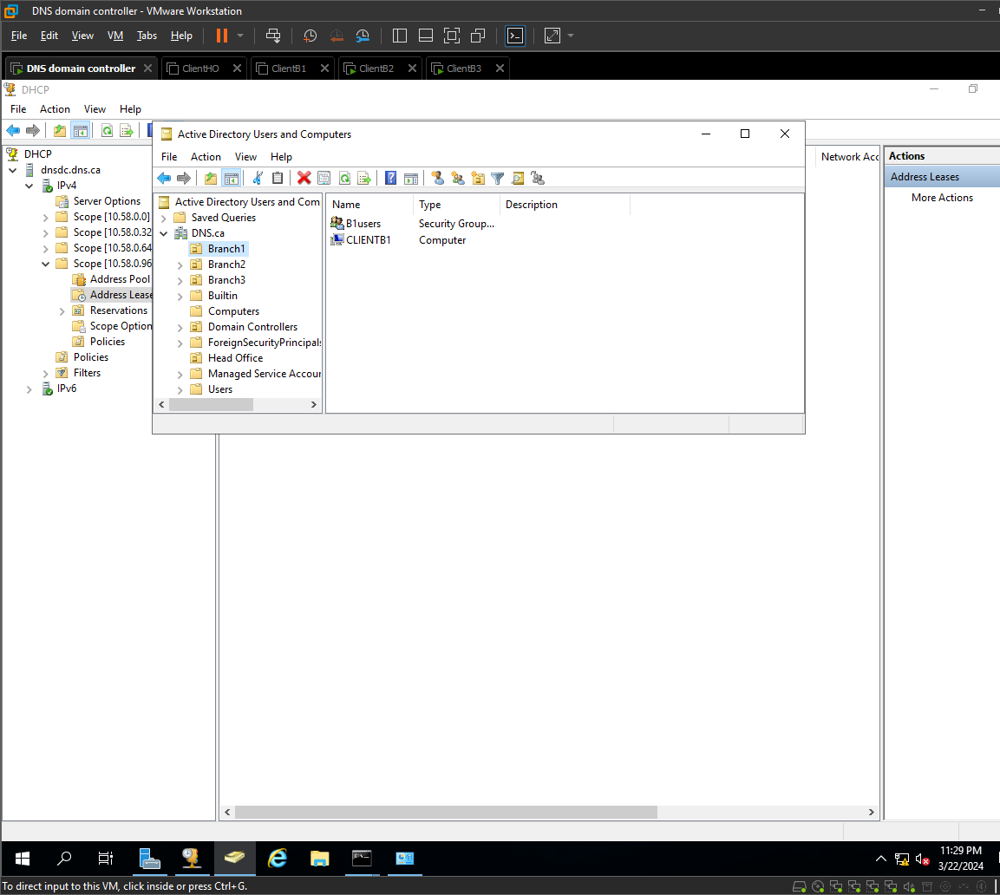 DNS domain controller - VMware Workstation
File Edit View VM Tabs Help
DNS domain controller ClientHO ClientB1 ClientB2 ClientB3
DHCP
File Action View Help
DHCP
dnsdc.dns.ca
IPv4
Server Options
Scope [10.58.0.0]
Scope [10.58.0.32
Scope [10.58.0.64
Scope [10.58.0.96
Address Pool
Address Lease
Reservations
Scope Option
Policies
Policies
Filters
IPv6
Active Directory Users and Computers
File Action View Help
Active Directory Users and Com
Saved Queries
DNS.ca
Branch1
Branch2
Branch3
Builtin
Computers
Domain Controllers
ForeignSecurityPrincipals
Head Office
Managed Service Accour
Users
Name Type Description
B1users Security Group...
CLIENTB1 Computer
Network Acc
Actions
Address Leases
More Actions
11:29 PM
3/22/2024
To direct input to this VM, click inside or press Ctrl+G.